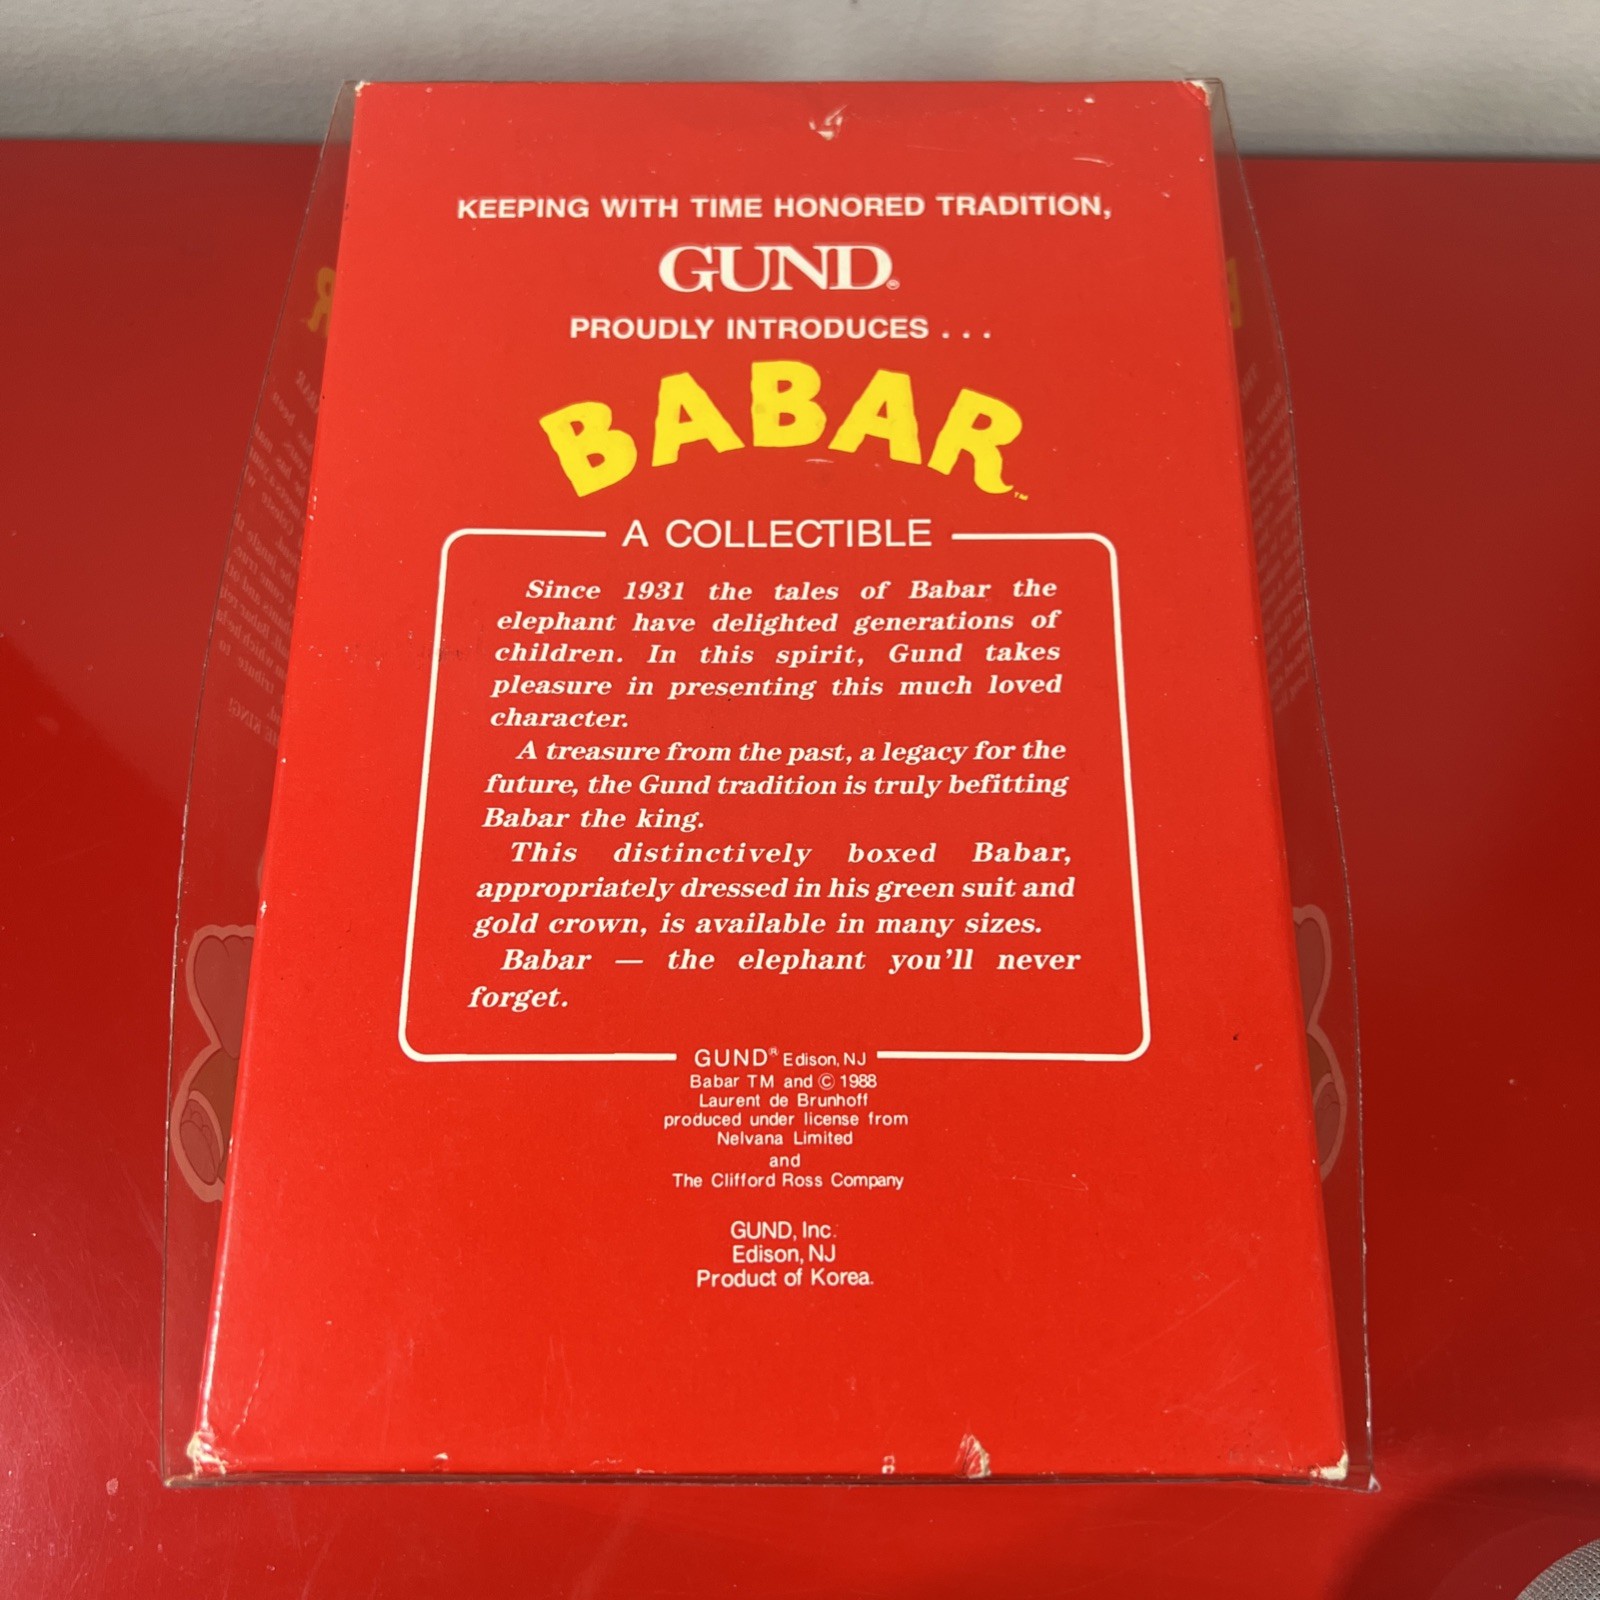 KEEPING WITH TIME HONORED TRADITION,
GUND®
PROUDLY INTRODUCES . . .
BABAR™
A COLLECTIBLE
Since 1931 the tales of Babar the
elephant have delighted generations of
children. In this spirit, Gund takes
pleasure in presenting this much loved
character.
A treasure from the past, a legacy for the
future, the Gund tradition is truly befitting
Babar the king.
This distinctively boxed Babar,
appropriately dressed in his green suit and
gold crown, is available in many sizes.
Babar — the elephant you'll never
forget.
GUND® Edison, NJ
Babar TM and © 1988
Laurent de Brunhoff
produced under license from
Nelvana Limited
and
The Clifford Ross Company
GUND, Inc.
Edison, NJ
Product of Korea.